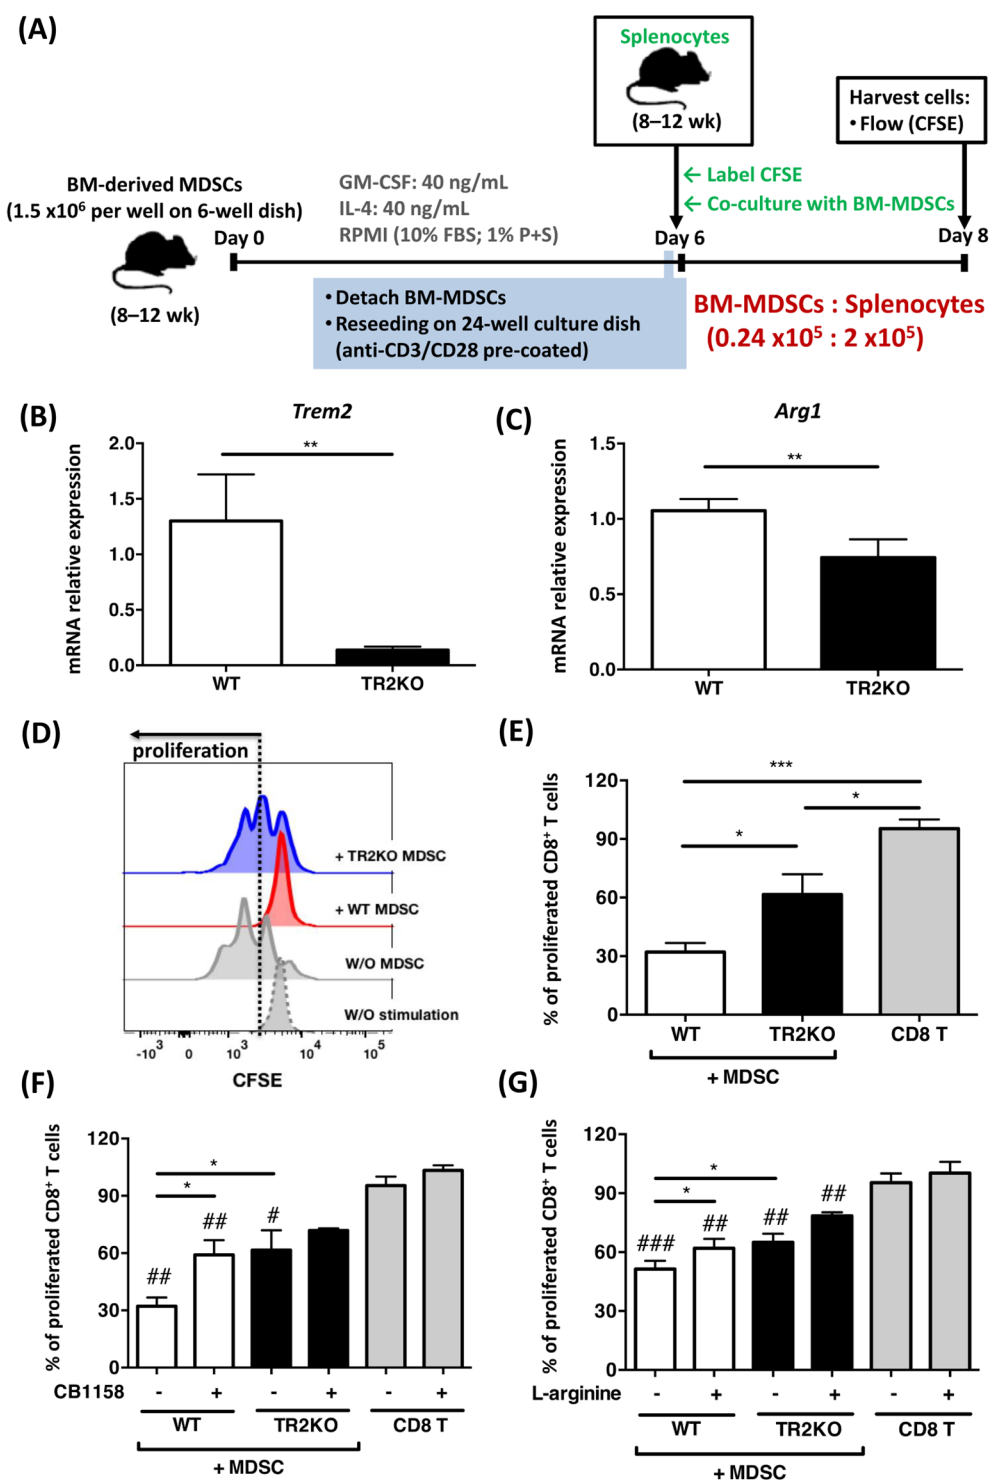 (A)
Splenocytes
(8–12 wk)
Harvest cells:
• Flow (CFSE)
BM-derived MDSCs
(1.5 x10⁶ per well on 6-well dish)
GM-CSF: 40 ng/mL
IL-4: 40 ng/mL
RPMI (10% FBS; 1% P+S)
← Label CFSE
← Co-culture with BM-MDSCs
Day 0
Day 6
Day 8
(8–12 wk)
• Detach BM-MDSCs
• Reseeding on 24-well culture dish
(anti-CD3/CD28 pre-coated)
BM-MDSCs : Splenocytes
(0.24 x10⁵ : 2 x10⁵)
(B)
Trem2
mRNA relative expression
2.0
1.5
1.0
0.5
0.0
**
WT
TR2KO
(C)
Arg1
mRNA relative expression
1.5
1.0
0.5
0.0
**
WT
TR2KO
(D)
proliferation
+ TR2KO MDSC
+ WT MDSC
W/O MDSC
W/O stimulation
-10³ 0 10³ 10⁴ 10⁵
CFSE
(E)
% of proliferated CD8⁺ T cells
120
90
60
30
0
***
*
*
WT
TR2KO
CD8 T
+ MDSC
(F)
% of proliferated CD8⁺ T cells
120
90
60
30
0
*
*
##
##
#
CB1158 - + - + - +
WT
TR2KO
CD8 T
+ MDSC
(G)
% of proliferated CD8⁺ T cells
120
90
60
30
0
*
*
###
##
##
##
L-arginine - + - + - +
WT
TR2KO
CD8 T
+ MDSC